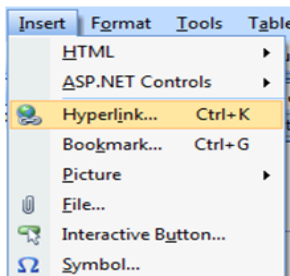 Insert Format Tools Table
HTML
ASP.NET Controls
Hyperlink... Ctrl+K
Bookmark... Ctrl+G
Picture
File...
Interactive Button...
Symbol...